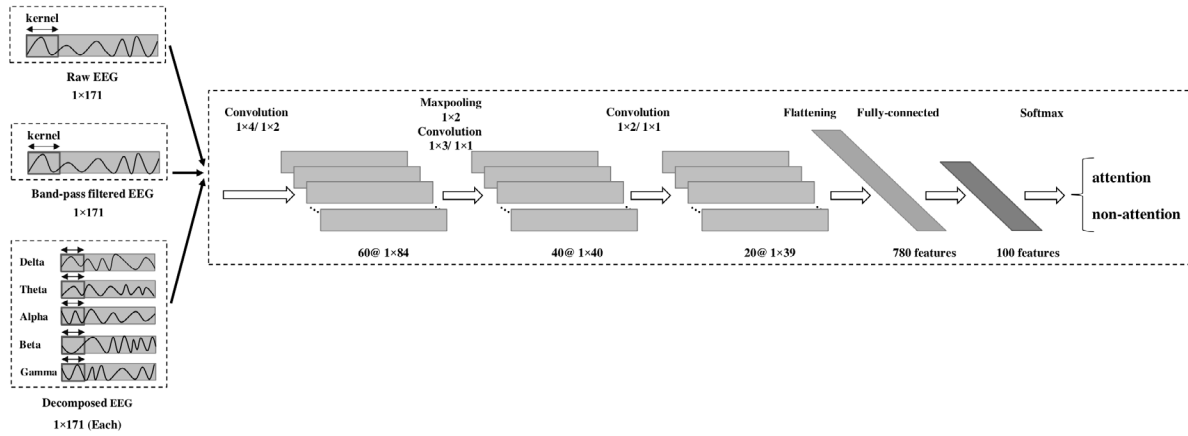 kernel
Raw EEG
1×171
kernel
Band-pass filtered EEG
1×171
Delta
Theta
Alpha
Beta
Gamma
Decomposed EEG
1×171 (Each)
Convolution
1×4/ 1×2
Maxpooling
1×2
Convolution
1×3/ 1×1
Convolution
1×2/ 1×1
Flattening
Fully-connected
Softmax
60@ 1×84
40@ 1×40
20@ 1×39
780 features
100 features
attention
non-attention